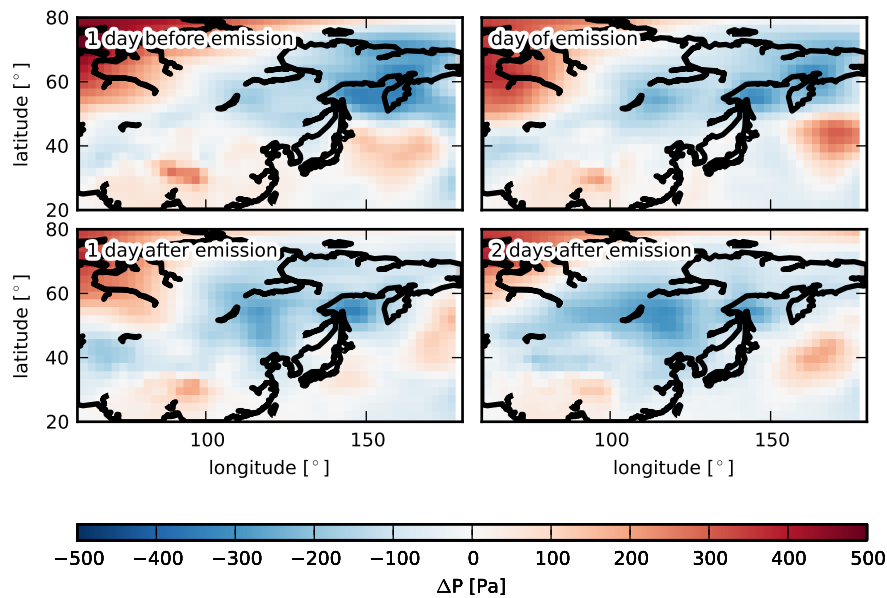 80
60
40
20
latitude [°]
1 day before emission
day of emission
80
60
40
20
latitude [°]
1 day after emission
2 days after emission
100 150
longitude [°]
100 150
longitude [°]
−500 −400 −300 −200 −100 0 100 200 300 400 500
ΔP [Pa]